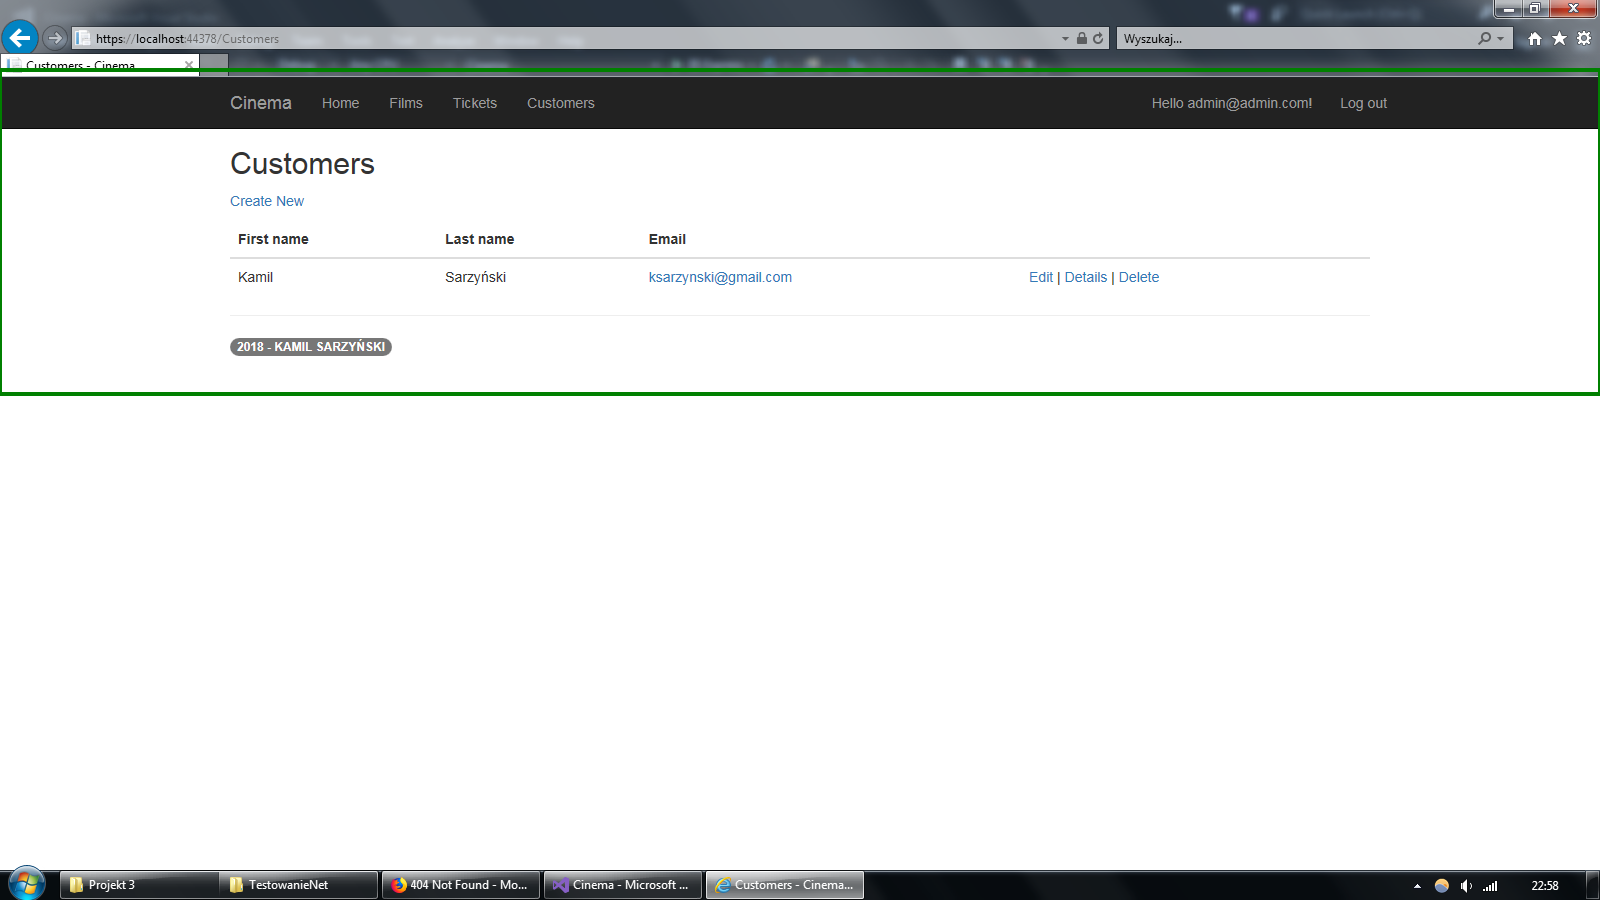 https://localhost:44378/Customers
Wyszukaj...
Customers - Cinema
Cinema Home Films Tickets Customers Hello admin@admin.com! Log out
Customers
Create New
First name Last name Email
Kamil Sarzyński ksarzynski@gmail.com Edit | Details | Delete
2018 - KAMIL SARZYŃSKI
Projekt 3 TestowanieNet 404 Not Found - Mo... Cinema - Microsoft ... Customers - Cinema... 22:58